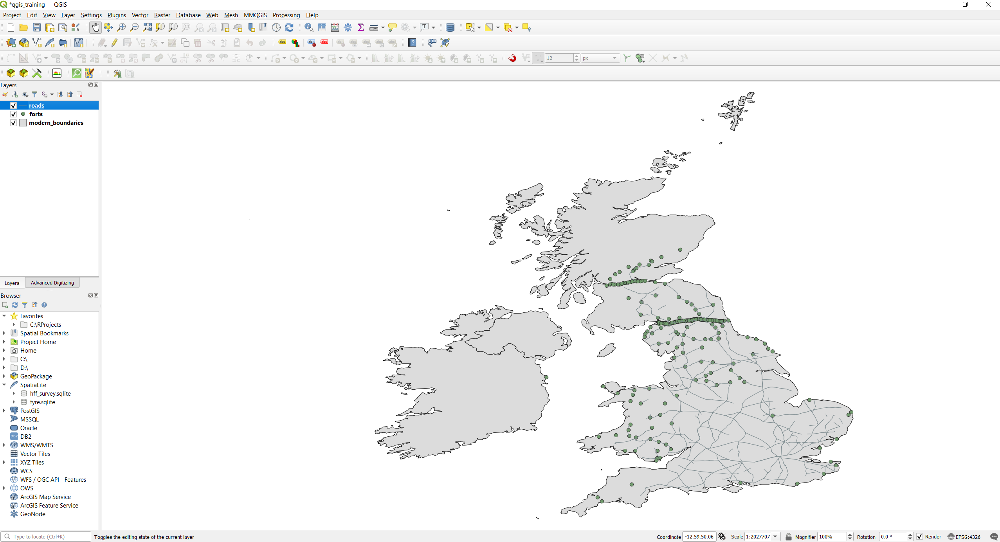 *qgis_training — QGIS
Project Edit View Layer Settings Plugins Vector Raster Database Web Mesh MMQGIS Processing Help
12 px
Layers
roads
forts
modern_boundaries
Layers Advanced Digitizing
Browser
Favorites
C:\RProjects
Spatial Bookmarks
Project Home
Home
C:\
D:\
GeoPackage
SpatiaLite
hff_survey.sqlite
tyre.sqlite
PostGIS
MSSQL
Oracle
DB2
WMS/WMTS
Vector Tiles
XYZ Tiles
WCS
WFS / OGC API - Features
OWS
ArcGIS Map Service
ArcGIS Feature Service
GeoNode
Type to locate (Ctrl+K) Toggles the editing state of the current layer Coordinate -12.59,50.06 Scale 1:2027707 Magnifier 100% Rotation 0.0 ° Render EPSG:4326